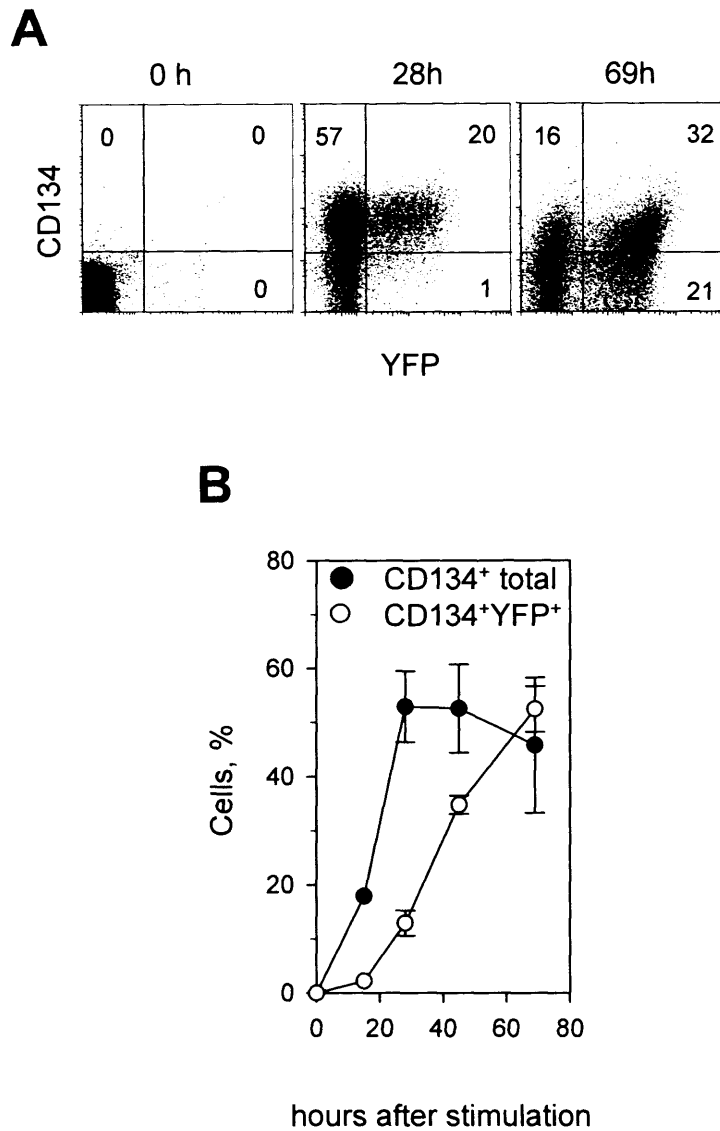 A
0 h 28h 69h
CD134
0 0 57 20 16 32
0 1 21
YFP
B
80
CD134⁺ total
CD134⁺YFP⁺
60
Cells, %
40
20
0
0 20 40 60 80
hours after stimulation